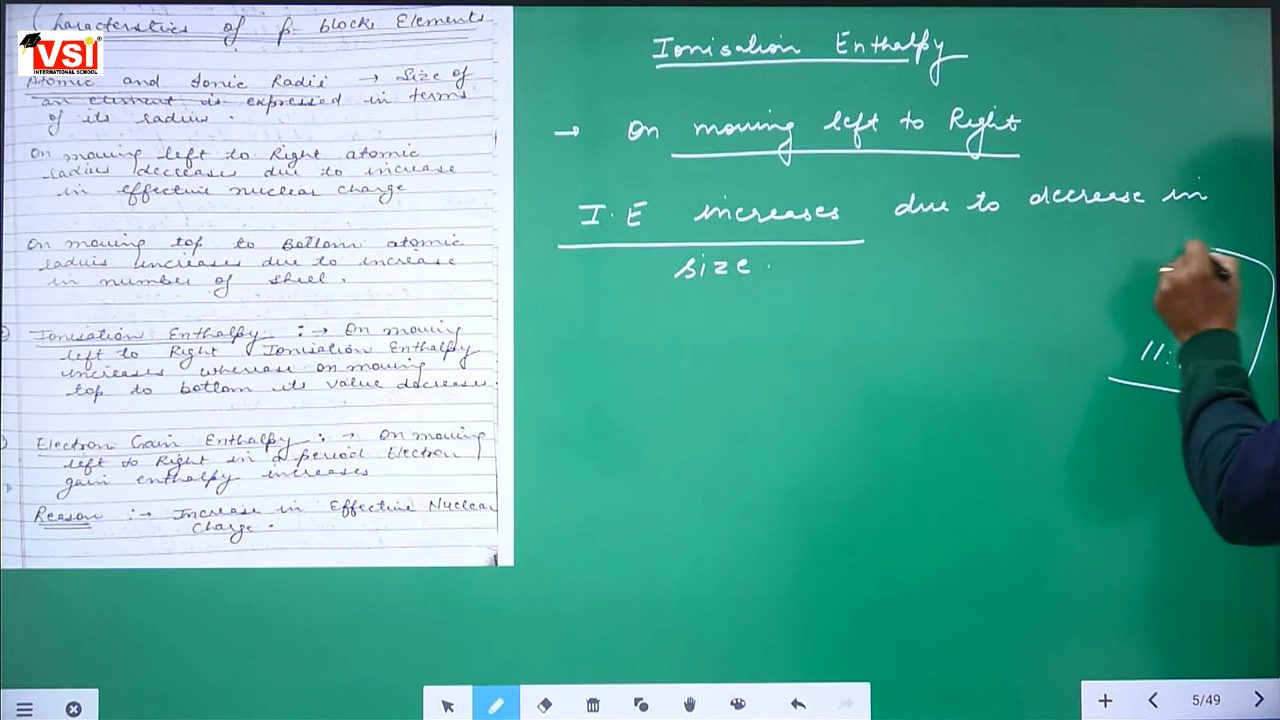 Characteristics of p- blocks Elements
VSI
INTERNATIONAL SCHOOL
Atomic and Ionic Radii → Size of
an element is expressed in terms
of its radius.
On moving left to Right atomic
radius decreases due to increase
in effective nuclear charge
On moving top to Bottom atomic
radius increases due to increase
in number of shell.
Ionisation Enthalpy :→ On moving
left to Right Ionisation Enthalpy
increases whereas on moving
top to bottom its value decreases.
Electron Gain Enthalpy :→ On moving
left to Right in a period Electron
gain enthalpy increases
Reason :→ Increase in Effective Nuclear
Charge.
Ionisation Enthalpy
→ On moving left to Right
I.E increases due to decrease in
size.
11:
5/49